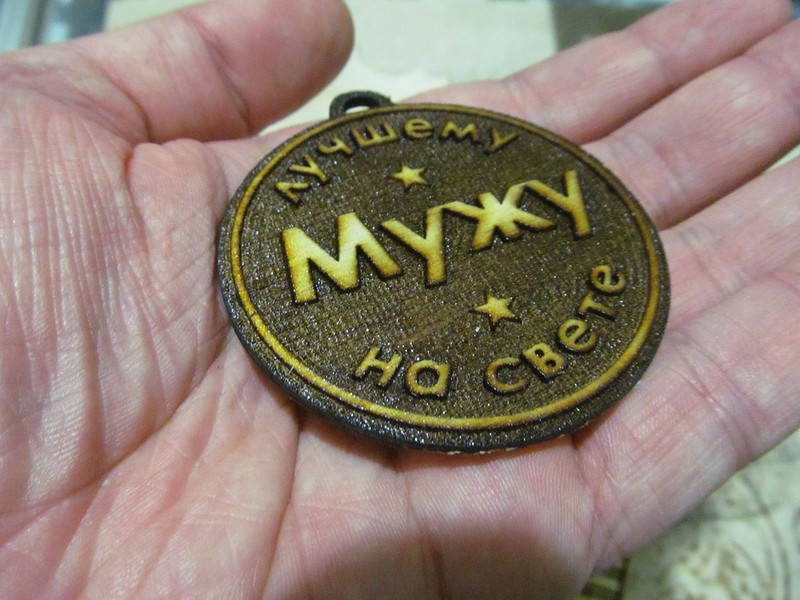 лучшему
Мужу
на свете